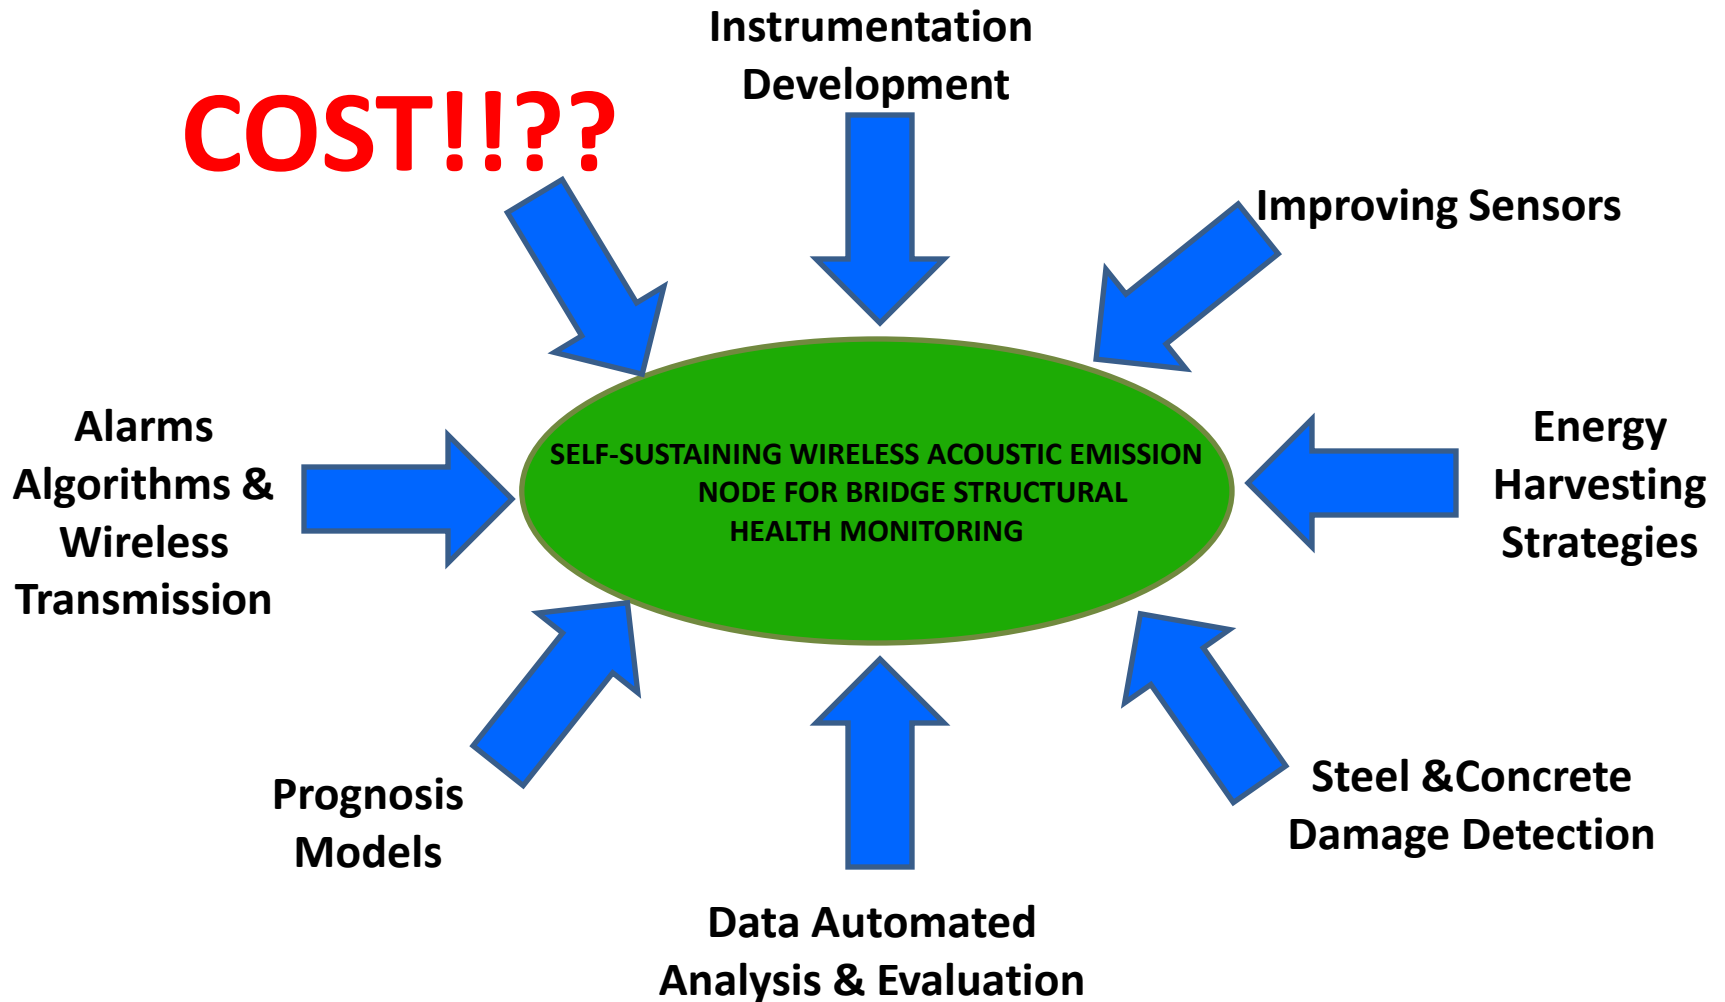 Instrumentation
Development
COST!!??
Improving Sensors
Alarms
Algorithms &
Wireless
Transmission
SELF-SUSTAINING WIRELESS ACOUSTIC EMISSION
NODE FOR BRIDGE STRUCTURAL
HEALTH MONITORING
Energy
Harvesting
Strategies
Prognosis
Models
Steel &Concrete
Damage Detection
Data Automated
Analysis & Evaluation